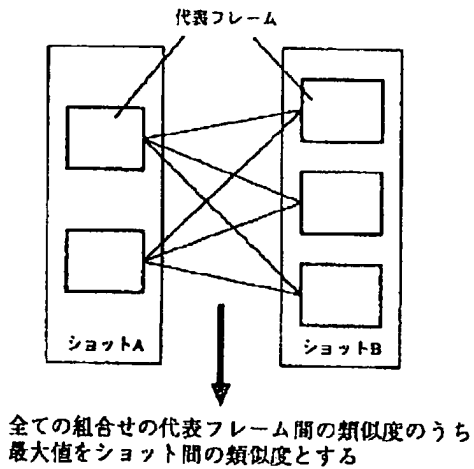 代表フレーム
ショットA
ショットB
全ての組合せの代表フレーム間の類似度のうち
最大値をショット間の類似度とする